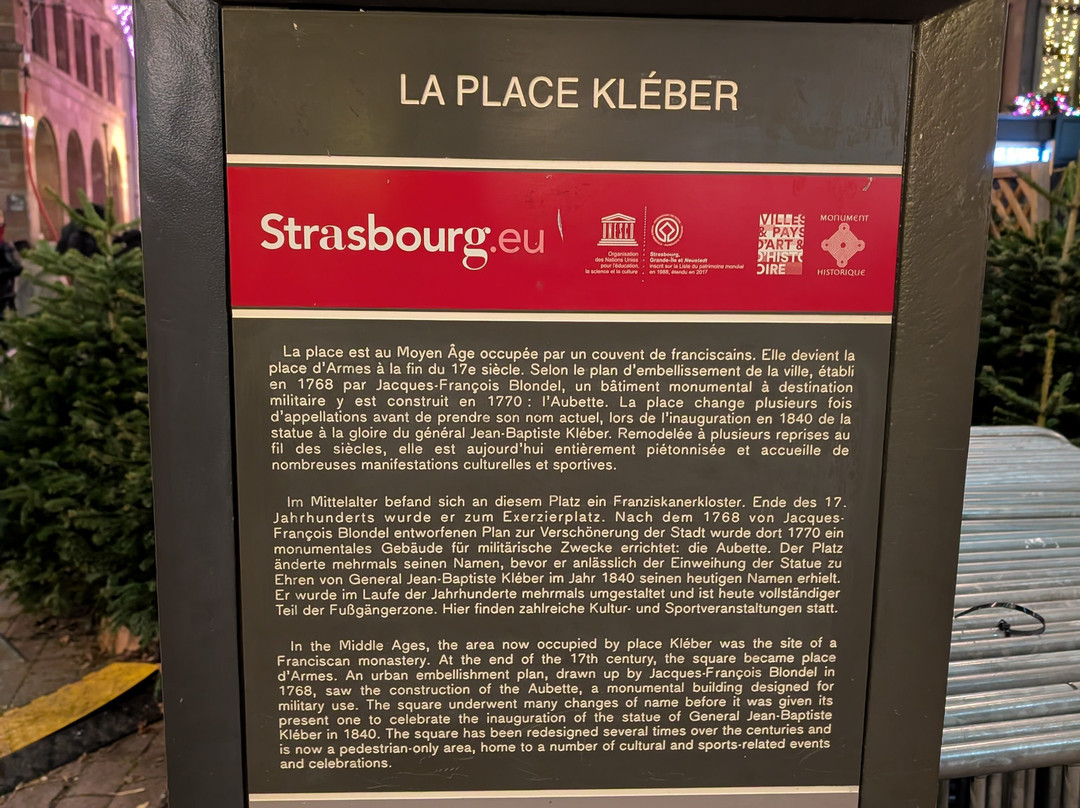 LA PLACE KLÉBER
Strasbourg.eu
Organisation
des Nations Unies
pour l'éducation,
la science et la culture
Strasbourg,
Grande-Île et Neustadt
inscrit sur la Liste du patrimoine mondial
en 1988, étendu en 2017
VILLES
& PAYS
D'ART &
D'HISTO
OIRE
MONUMENT
HISTORIQUE
La place est au Moyen Âge occupée par un couvent de franciscains. Elle devient la
place d'Armes à la fin du 17e siècle. Selon le plan d'embellissement de la ville, établi
en 1768 par Jacques-François Blondel, un bâtiment monumental à destination
militaire y est construit en 1770 : l'Aubette. La place change plusieurs fois
d'appellations avant de prendre son nom actuel, lors de l'inauguration en 1840 de la
statue à la gloire du général Jean-Baptiste Kléber. Remodelée à plusieurs reprises au
fil des siècles, elle est aujourd'hui entièrement piétonnisée et accueille de
nombreuses manifestations culturelles et sportives.
Im Mittelalter befand sich an diesem Platz ein Franziskanerkloster. Ende des 17.
Jahrhunderts wurde er zum Exerzierplatz. Nach dem 1768 von Jacques-
François Blondel entworfenen Plan zur Verschönerung der Stadt wurde dort 1770 ein
monumentales Gebäude für militärische Zwecke errichtet: die Aubette. Der Platz
änderte mehrmals seinen Namen, bevor er anlässlich der Einweihung der Statue zu
Ehren von General Jean-Baptiste Kléber im Jahr 1840 seinen heutigen Namen erhielt.
Er wurde im Laufe der Jahrhunderte mehrmals umgestaltet und ist heute vollständiger
Teil der Fußgängerzone. Hier finden zahlreiche Kultur- und Sportveranstaltungen statt.
In the Middle Ages, the area now occupied by place Kléber was the site of a
Franciscan monastery. At the end of the 17th century, the square became place
d'Armes. An urban embellishment plan, drawn up by Jacques-François Blondel in
1768, saw the construction of the Aubette, a monumental building designed for
military use. The square underwent many changes of name before it was given its
present one to celebrate the inauguration of the statue of General Jean-Baptiste
Kléber in 1840. The square has been redesigned several times over the centuries and
is now a pedestrian-only area, home to a number of cultural and sports-related events
and celebrations.